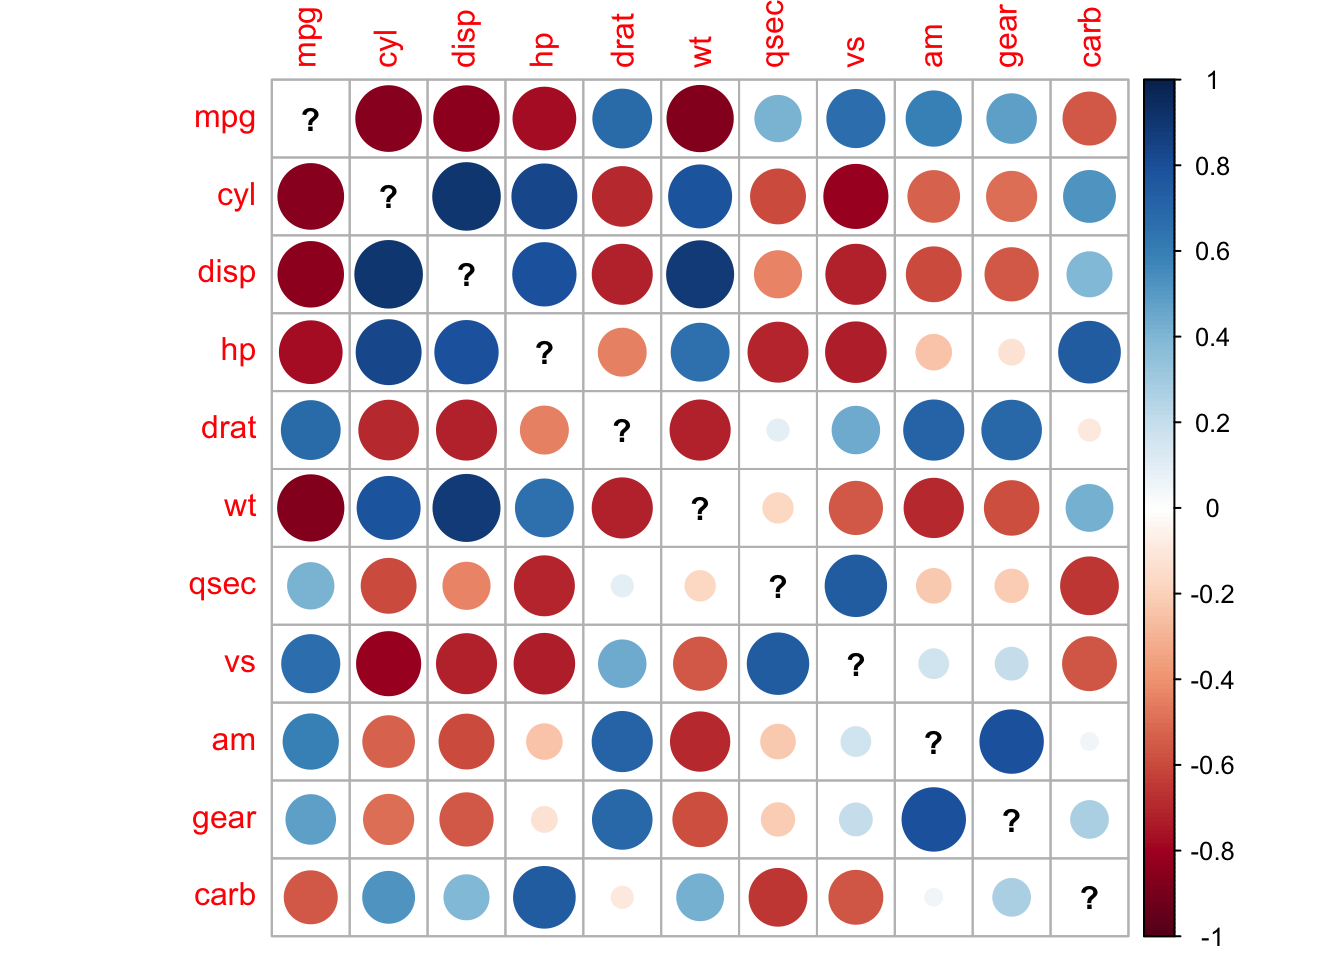 mpg cyl disp hp drat wt qsec vs am gear carb
1
mpg ?
0.8
cyl ?
0.6
disp ?
0.4
hp ?
0.2
drat ?
0
wt ?
-0.2
qsec ?
-0.4
vs ?
-0.6
am ?
gear ?
-0.8
carb ?
-1